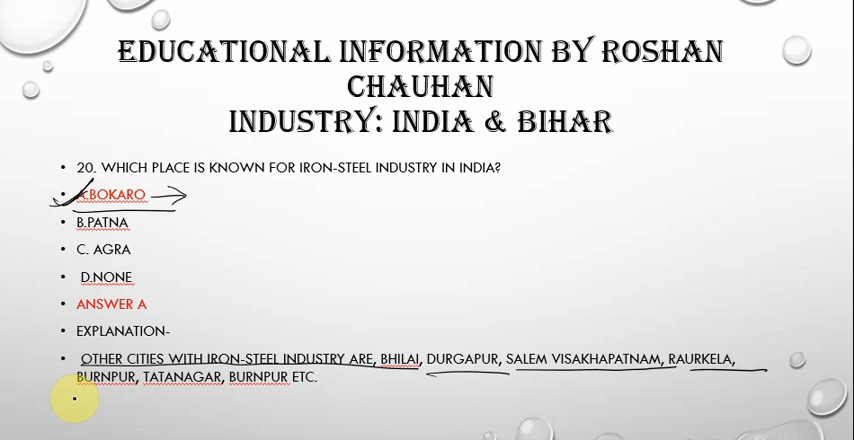 EDUCATIONAL INFORMATION BY ROSHAN
CHAUHAN
INDUSTRY: INDIA & BIHAR
• 20. WHICH PLACE IS KNOWN FOR IRON-STEEL INDUSTRY IN INDIA?
• A.BOKARO
• B.PATNA
• C. AGRA
• D.NONE
• ANSWER A
• EXPLANATION-
• OTHER CITIES WITH IRON-STEEL INDUSTRY ARE, BHILAI, DURGAPUR, SALEM VISAKHAPATNAM, RAURKELA,
BURNPUR, TATANAGAR, BURNPUR ETC.